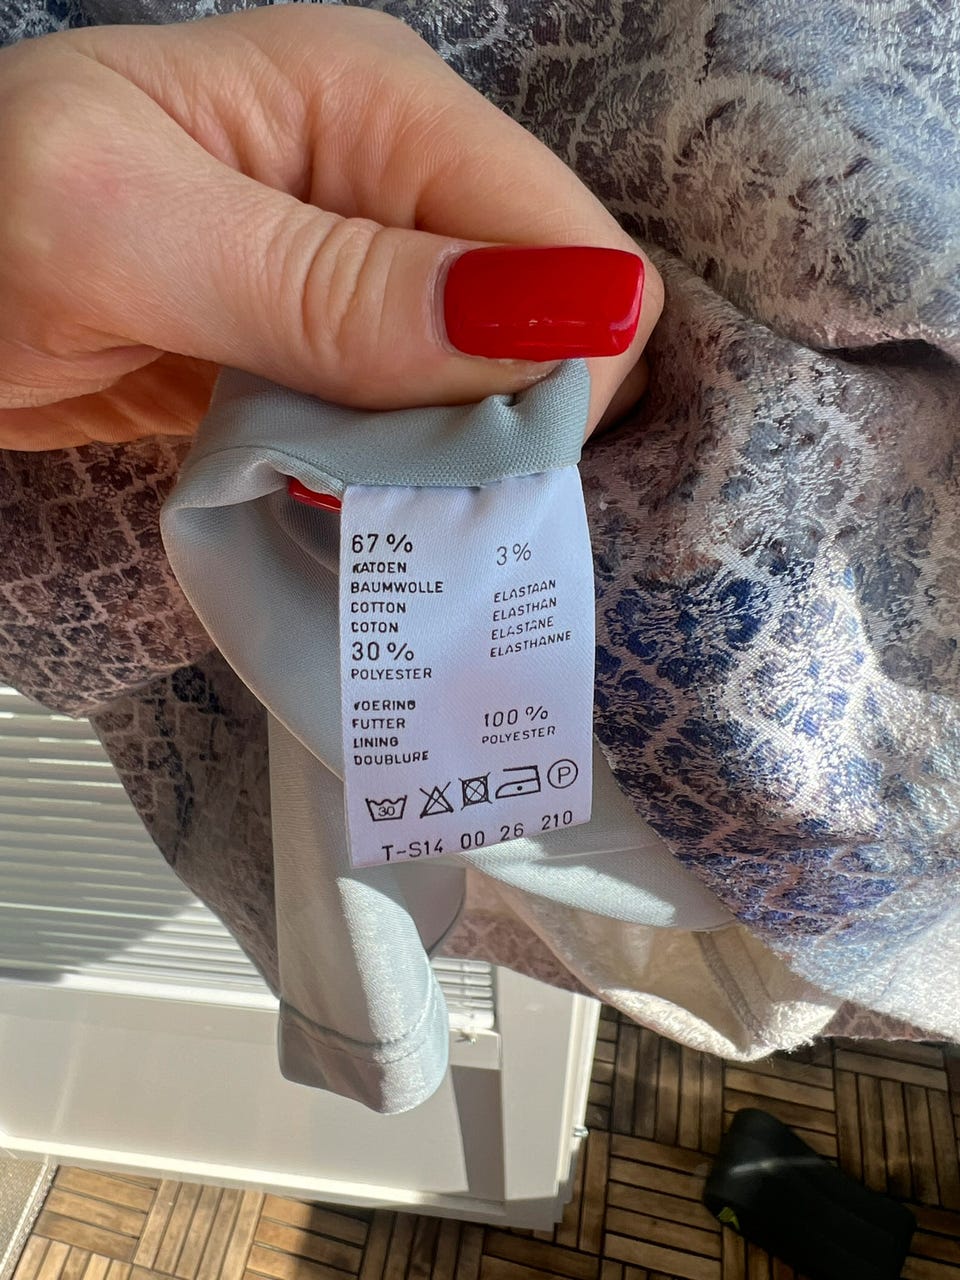 67 %
KATOEN
BAUMWOLLE
COTTON
COTON
30 %
POLYESTER
3 %
ELASTAAN
ELASTHAN
ELASTANE
ELASTHANNE
VOERING
FUTTER
LINING
DOUBLURE
100 %
POLYESTER
30
P
T-S14 00 26 210